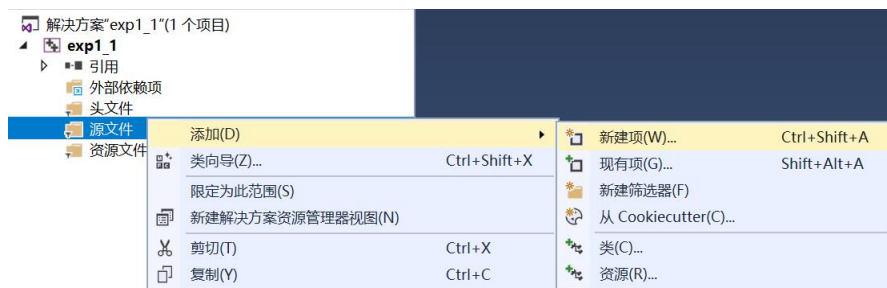 解决方案"exp1_1"(1 个项目)
exp1_1
引用
外部依赖项
头文件
源文件
资源文件
添加(D)
类向导(Z)... Ctrl+Shift+X
限定为此范围(S)
新建解决方案资源管理器视图(N)
剪切(T) Ctrl+X
复制(Y) Ctrl+C
新建项(W)... Ctrl+Shift+A
现有项(G)... Shift+Alt+A
新建筛选器(F)
从 Cookiecutter(C)...
类(C)...
资源(R)...